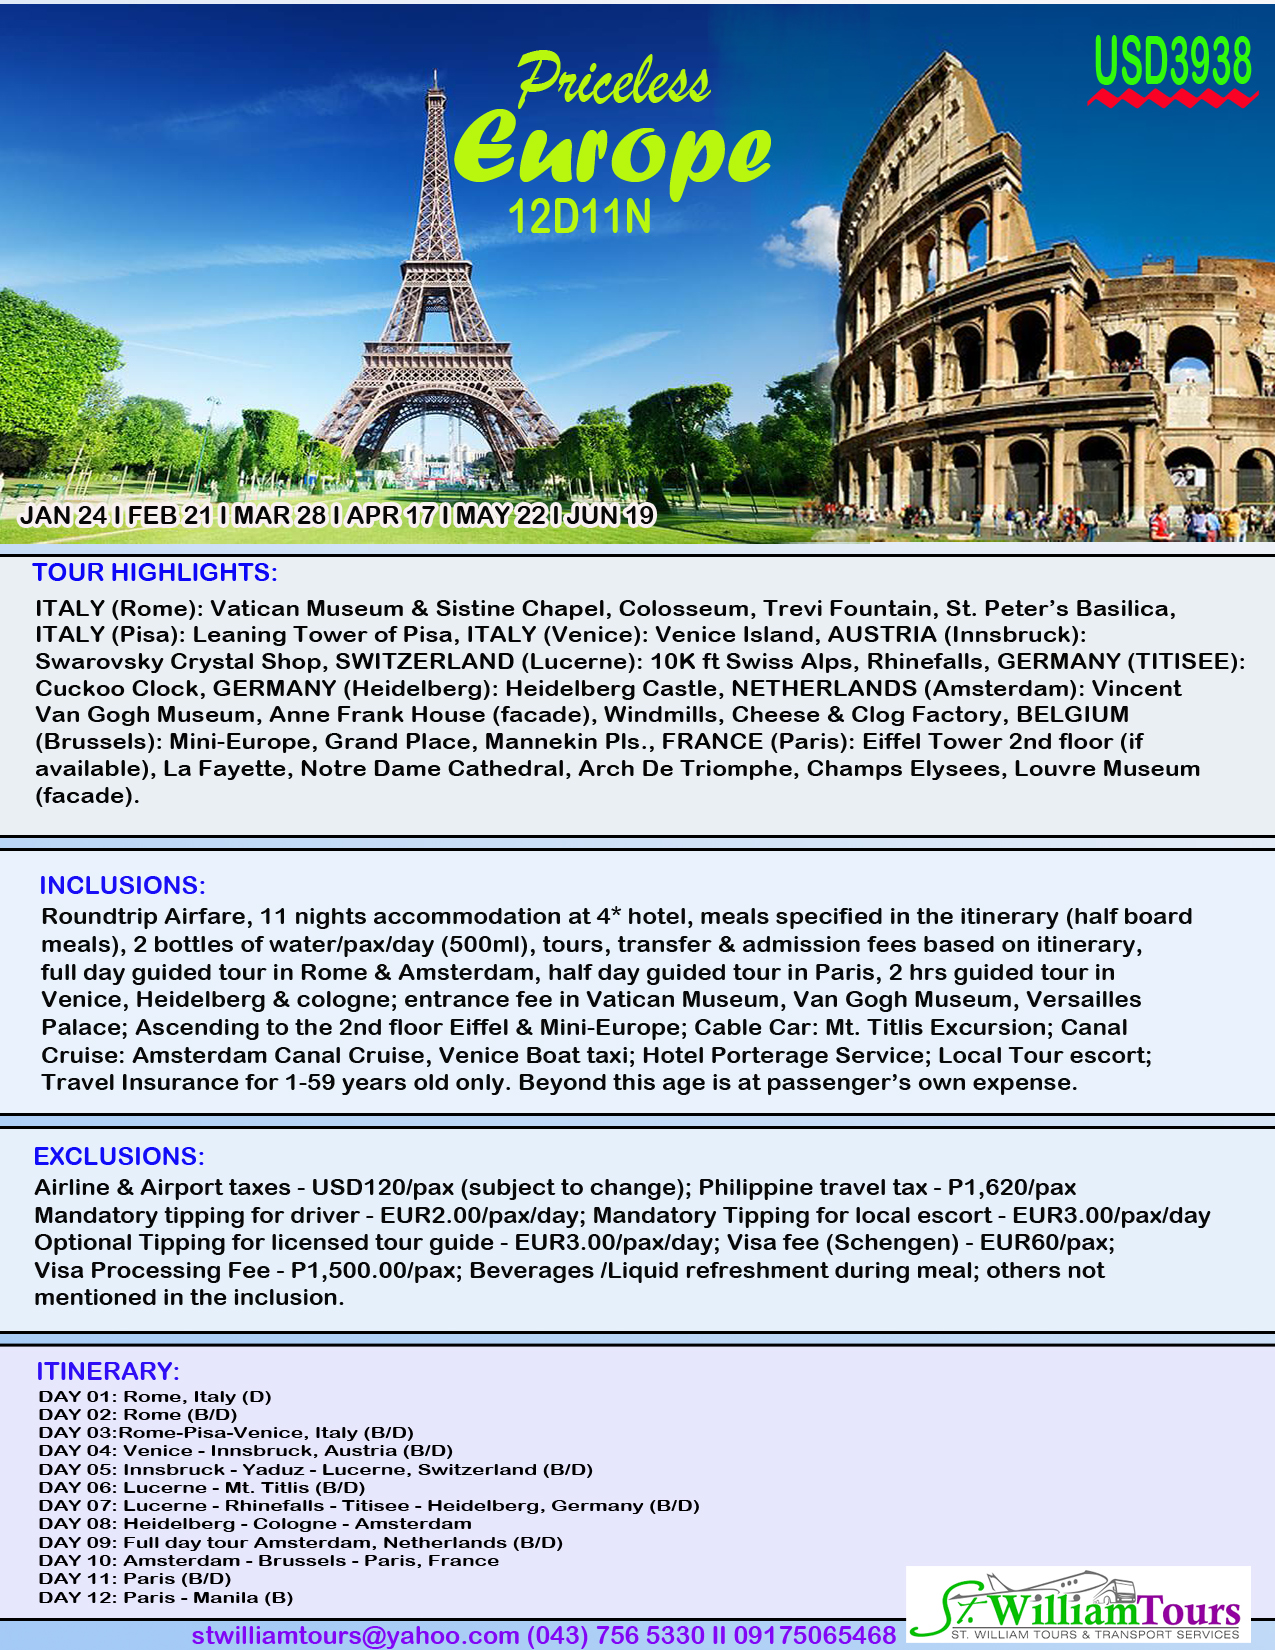 USD3938
Priceless
Europe
12D11N
JAN 24 I FEB 21 I MAR 28 I APR 17 I MAY 22 I JUN 19
TOUR HIGHLIGHTS:
ITALY (Rome): Vatican Museum & Sistine Chapel, Colosseum, Trevi Fountain, St. Peter's Basilica,
ITALY (Pisa): Leaning Tower of Pisa, ITALY (Venice): Venice Island, AUSTRIA (Innsbruck):
Swarovsky Crystal Shop, SWITZERLAND (Lucerne): 10K ft Swiss Alps, Rhinefalls, GERMANY (TITISEE):
Cuckoo Clock, GERMANY (Heidelberg): Heidelberg Castle, NETHERLANDS (Amsterdam): Vincent
Van Gogh Museum, Anne Frank House (facade), Windmills, Cheese & Clog Factory, BELGIUM
(Brussels): Mini-Europe, Grand Place, Mannekin Pls., FRANCE (Paris): Eiffel Tower 2nd floor (if
available), La Fayette, Notre Dame Cathedral, Arch De Triomphe, Champs Elysees, Louvre Museum
(facade).
INCLUSIONS:
Roundtrip Airfare, 11 nights accommodation at 4* hotel, meals specified in the itinerary (half board
meals), 2 bottles of water/pax/day (500ml), tours, transfer & admission fees based on itinerary,
full day guided tour in Rome & Amsterdam, half day guided tour in Paris, 2 hrs guided tour in
Venice, Heidelberg & cologne; entrance fee in Vatican Museum, Van Gogh Museum, Versailles
Palace; Ascending to the 2nd floor Eiffel & Mini-Europe; Cable Car: Mt. Titlis Excursion; Canal
Cruise: Amsterdam Canal Cruise, Venice Boat taxi; Hotel Porterage Service; Local Tour escort;
Travel Insurance for 1-59 years old only. Beyond this age is at passenger's own expense.
EXCLUSIONS:
Airline & Airport taxes - USD120/pax (subject to change); Philippine travel tax - P1,620/pax
Mandatory tipping for driver - EUR2.00/pax/day; Mandatory Tipping for local escort - EUR3.00/pax/day
Optional Tipping for licensed tour guide - EUR3.00/pax/day; Visa fee (Schengen) - EUR60/pax;
Visa Processing Fee - P1,500.00/pax; Beverages /Liquid refreshment during meal; others not
mentioned in the inclusion.
ITINERARY:
DAY 01: Rome, Italy (D)
DAY 02: Rome (B/D)
DAY 03:Rome-Pisa-Venice, Italy (B/D)
DAY 04: Venice - Innsbruck, Austria (B/D)
DAY 05: Innsbruck - Yaduz - Lucerne, Switzerland (B/D)
DAY 06: Lucerne - Mt. Titlis (B/D)
DAY 07: Lucerne - Rhinefalls - Titisee - Heidelberg, Germany (B/D)
DAY 08: Heidelberg - Cologne - Amsterdam
DAY 09: Full day tour Amsterdam, Netherlands (B/D)
DAY 10: Amsterdam - Brussels - Paris, France
DAY 11: Paris (B/D)
DAY 12: Paris - Manila (B)
St. WilliamTours
ST. WILLIAM TOURS & TRANSPORT SERVICES
stwilliamtours@yahoo.com (043) 756 5330 II 09175065468